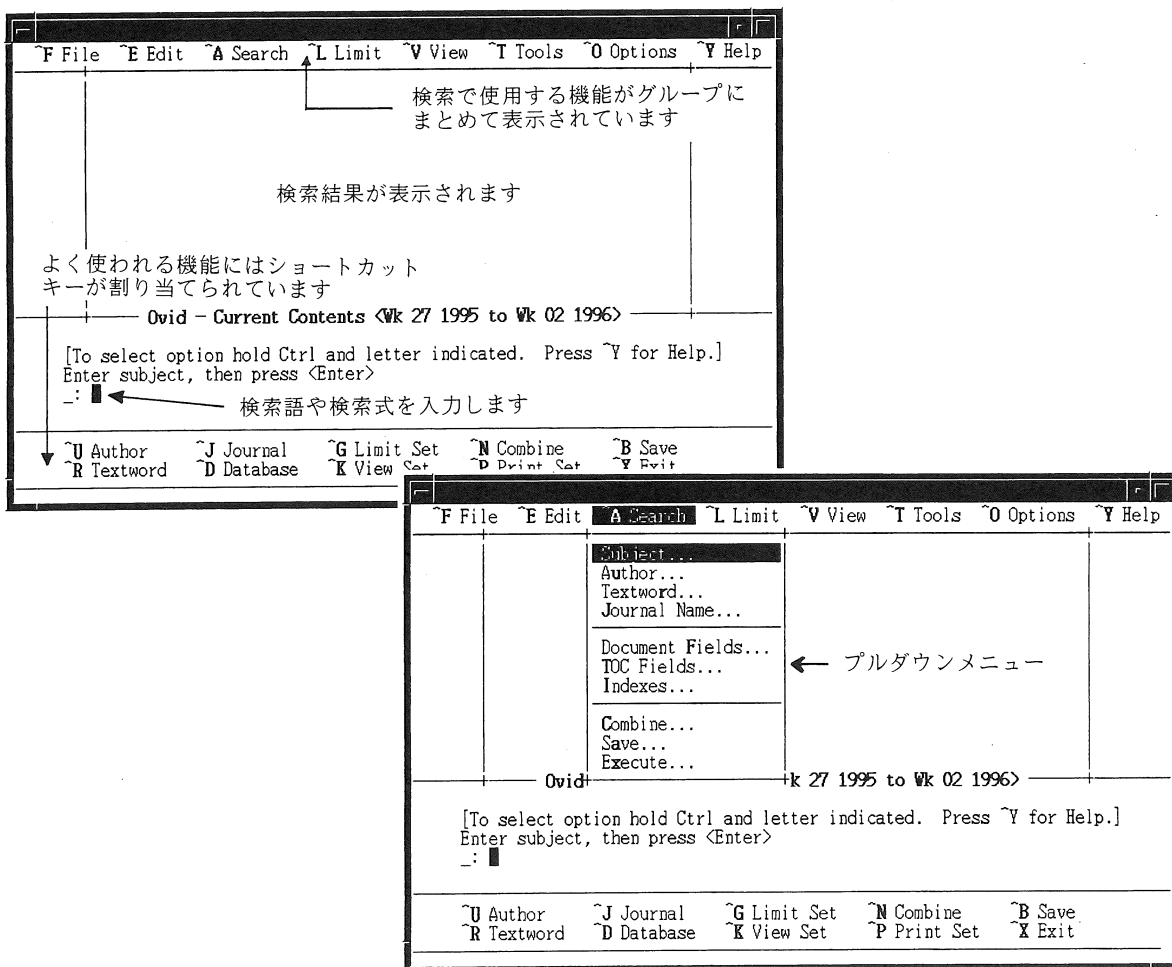 ^F File ^E Edit ^A Search ^L Limit ^V View ^T Tools ^O Options ^Y Help
検索で使用する機能がグループに
まとめて表示されています
検索結果が表示されます
よく使われる機能にはショートカット
キーが割り当てられています
Ovid - Current Contents <Wk 27 1995 to Wk 02 1996>
[To select option hold Ctrl and letter indicated. Press ^Y for Help.]
Enter subject, then press <Enter>
_:
検索語や検索式を入力します
^U Author ^J Journal ^G Limit Set ^N Combine ^B Save
^R Textword ^D Database ^K View Set ^P Print Set Exit
^F File ^E Edit ^A Search ^L Limit ^V View ^T Tools ^O Options ^Y Help
Subject...
Author...
Textword...
Journal Name...
Document Fields...
TOC Fields...
Indexes...
プルダウンメニュー
Combine...
Save...
Execute...
Ovid k 27 1995 to Wk 02 1996>
[To select option hold Ctrl and letter indicated. Press ^Y for Help.]
Enter subject, then press <Enter>
_:
^U Author ^J Journal ^G Limit Set ^N Combine ^B Save
^R Textword ^D Database ^K View Set ^P Print Set ^X Exit